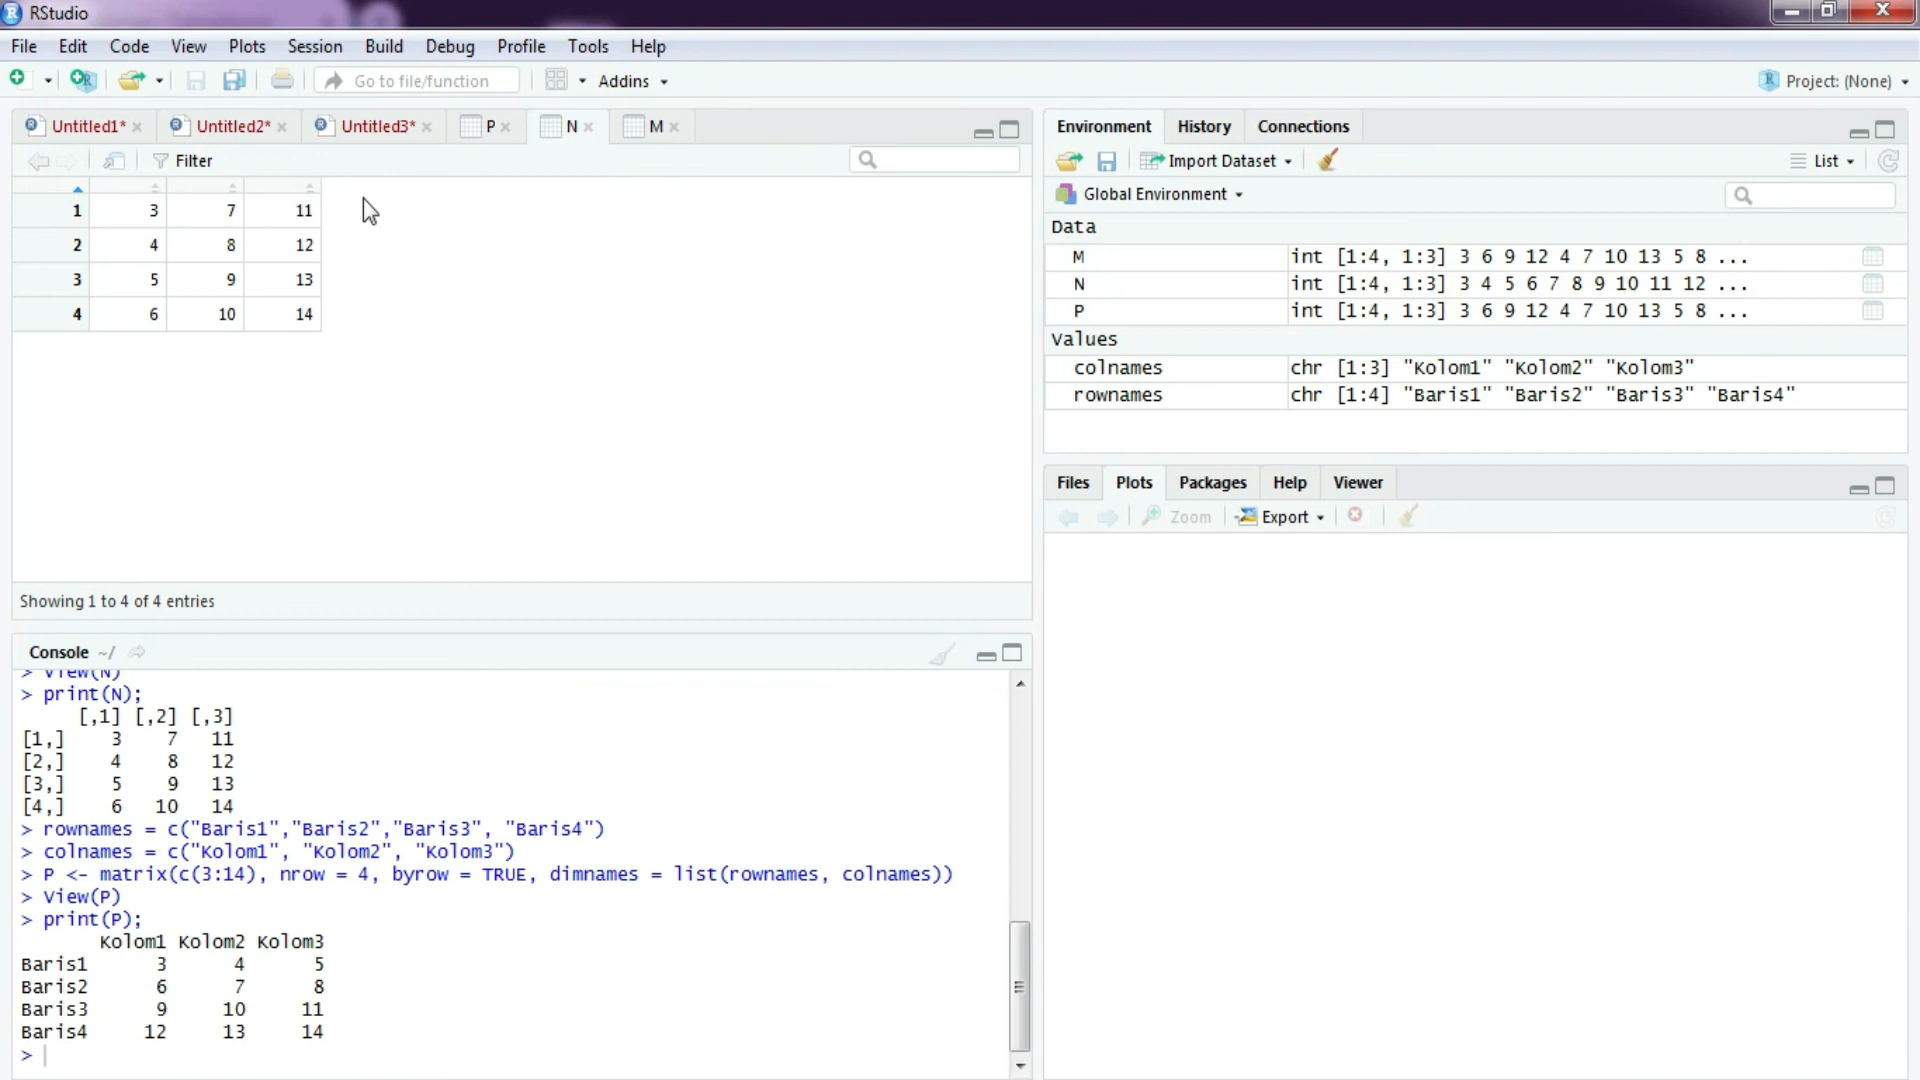 RStudio
File Edit Code View Plots Session Build Debug Profile Tools Help
Go to file/function Addins Project: (None)
Untitled1* Untitled2* Untitled3* P N M
Filter
1 3 7 11
2 4 8 12
3 5 9 13
4 6 10 14
Showing 1 to 4 of 4 entries
Console ~/
> View(N)
> print(N);
[,1] [,2] [,3]
[1,] 3 7 11
[2,] 4 8 12
[3,] 5 9 13
[4,] 6 10 14
> rownames = c("Baris1","Baris2","Baris3", "Baris4")
> colnames = c("Kolom1", "Kolom2", "Kolom3")
> P <- matrix(c(3:14), nrow = 4, byrow = TRUE, dimnames = list(rownames, colnames))
> View(P)
> print(P);
Kolom1 Kolom2 Kolom3
Baris1 3 4 5
Baris2 6 7 8
Baris3 9 10 11
Baris4 12 13 14
>
Environment History Connections
Import Dataset List
Global Environment
Data
M int [1:4, 1:3] 3 6 9 12 4 7 10 13 5 8 ...
N int [1:4, 1:3] 3 4 5 6 7 8 9 10 11 12 ...
P int [1:4, 1:3] 3 6 9 12 4 7 10 13 5 8 ...
Values
colnames chr [1:3] "Kolom1" "Kolom2" "Kolom3"
rownames chr [1:4] "Baris1" "Baris2" "Baris3" "Baris4"
Files Plots Packages Help Viewer
Zoom Export